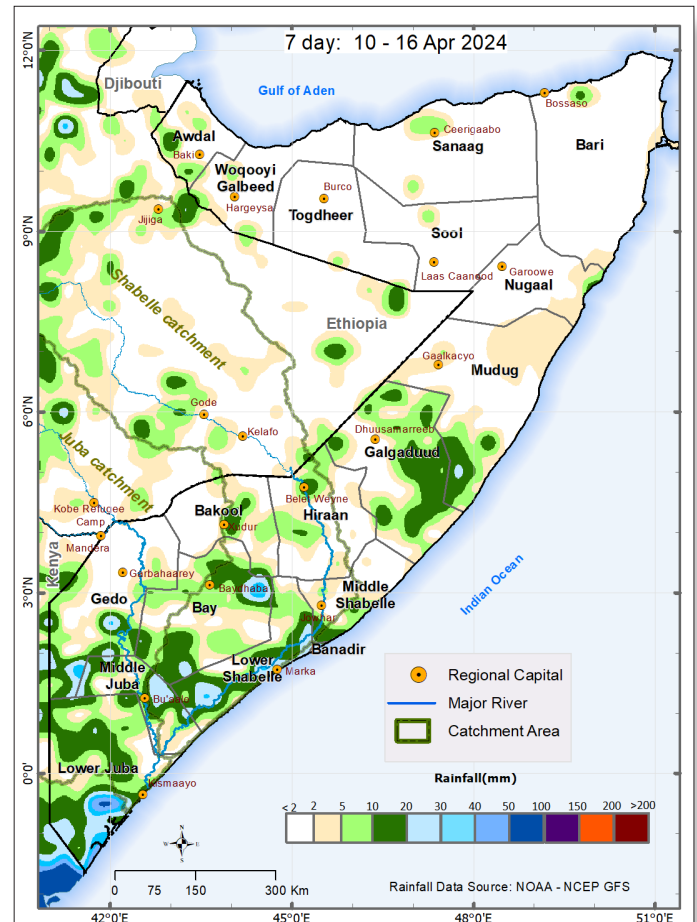 7 day: 10 - 16 Apr 2024
12°0'N
Djibouti
Gulf of Aden
Bossaso
Awdal
Ceerigaabo
Sanaag
Bari
Baki
Woqooyi
Galbeed
Burco
Hargeysa
Togdheer
Jijiga
9°0'N
Sool
Laas Caanood
Garoowe
Nugaal
Shabelle catchment
Ethiopia
Gaalkacyo
Mudug
6°0'N
Gode
Kelafo
Dhuusamarreeb
Galgaduud
Juba catchment
Belet Weyne
Kobe Refugee
Camp
Bakool
Xudur
Hiraan
Mandera
Kenya
Garbahaarey
Baydhaba
3°0'N
Gedo
Bay
Middle
Shabelle
Jowhar
Indian Ocean
Banadir
Middle
Juba
Lower
Shabelle
Marka
Bu'aale
Regional Capital
Major River
Catchment Area
Lower Juba
0°0'
Kismaayo
Rainfall(mm)
< 2 2 5 10 20 30 40 50 100 150 200 >200
N
W E
S
0 75 150 300 Km
Rainfall Data Source: NOAA - NCEP GFS
42°0'E 45°0'E 48°0'E 51°0'E